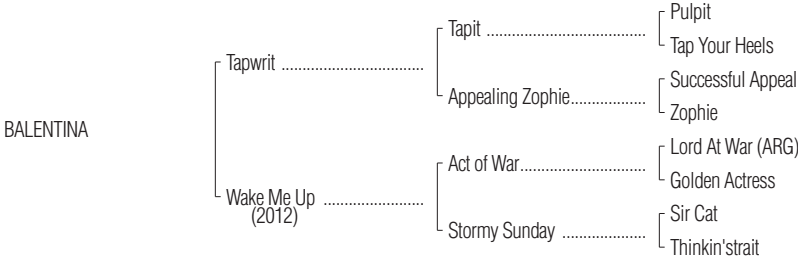 BALENTINA
Tapwrit ..................................
Wake Me Up ........................
(2012)
Tapit ......................................
Appealing Zophie..................
Act of War..............................
Stormy Sunday ....................
Pulpit
Tap Your Heels
Successful Appeal
Zophie
Lord At War (ARG)
Golden Actress
Sir Cat
Thinkin'strait